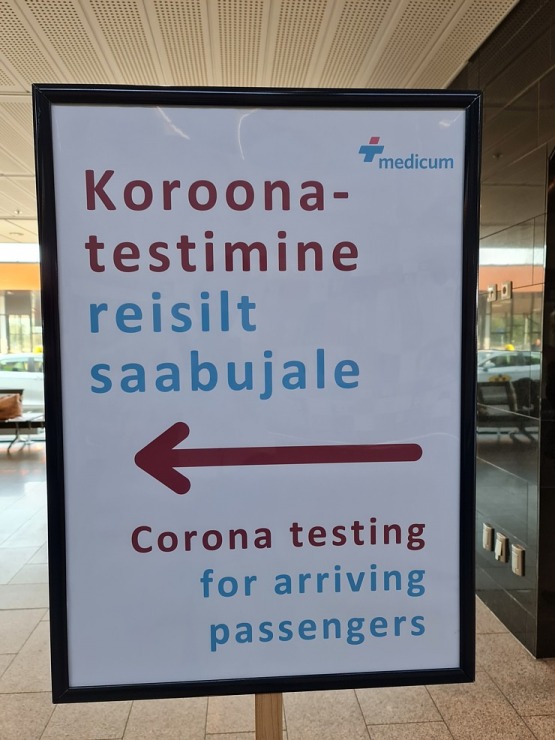 medicum
Koroona-
testimine
reisilt
saabujale
Corona testing
for arriving
passengers